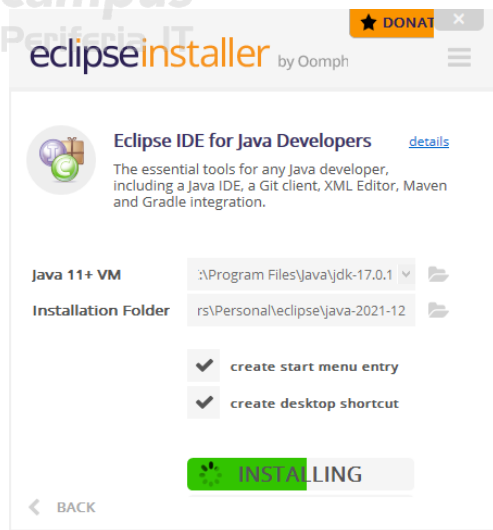 Campus
Periferia IT
DONAT
eclipseinstaller by Oomph
Eclipse IDE for Java Developers details
The essential tools for any Java developer,
including a Java IDE, a Git client, XML Editor, Maven
and Gradle integration.
Java 11+ VM :\Program Files\Java\jdk-17.0.1
Installation Folder rs\Personal\eclipse\java-2021-12
create start menu entry
create desktop shortcut
INSTALLING
BACK